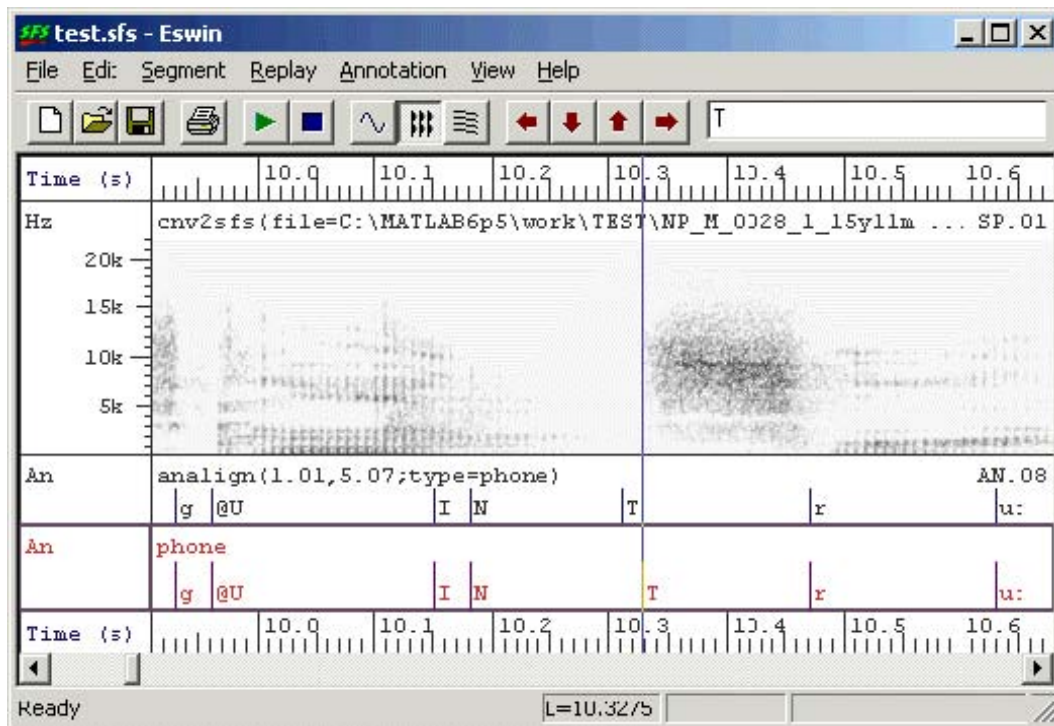 SFS test.sfs - Eswin
File Edit Segment Replay Annotation View Help
T
Time (s) 10.0 10.1 10.2 10.3 10.4 10.5 10.6
Hz cnv2sfs(file=C:\MATLAB6p5\work\TEST\NP_M_0028_1_15y11m ... SP.01
20k
15k
10k
5k
An analign(1.01,5.07;type=phone) AN.08
g @U I N T r u:
An phone
g @U I N T r u:
Time (s) 10.0 10.1 10.2 10.3 10.4 10.5 10.6
Ready L=10.3275